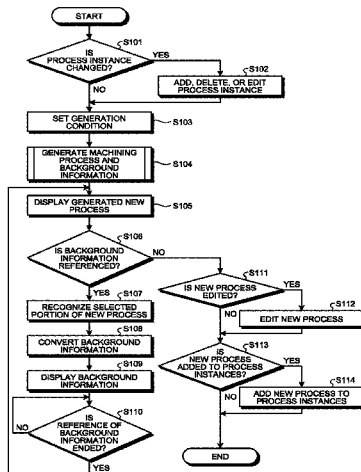 START
S101
IS
PROCESS INSTANCE
CHANGED?
YES
S102
ADD, DELETE, OR EDIT
PROCESS INSTANCE
NO
SET GENERATION
CONDITION
S103
GENERATE MACHINING
PROCESS AND
BACKGROUND
INFORMATION
S104
DISPLAY GENERATED NEW
PROCESS
S105
S106
IS BACKGROUND
INFORMATION
REFERENCED?
NO
YES
S107
RECOGNIZE SELECTED
PORTION OF NEW PROCESS
S108
CONVERT BACKGROUND
INFORMATION
S109
DISPLAY BACKGROUND
INFORMATION
S110
IS
REFERENCE OF
BACKGROUND
INFORMATION
ENDED?
NO
YES
S111
IS NEW PROCESS
EDITED?
YES
NO
S112
EDIT NEW PROCESS
S113
IS
NEW PROCESS
ADDED TO PROCESS
INSTANCES?
YES
NO
S114
ADD NEW PROCESS TO
PROCESS INSTANCES
END